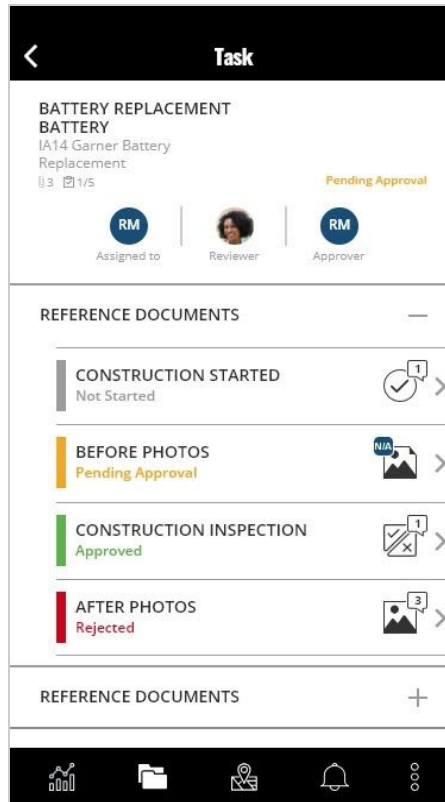 Task
BATTERY REPLACEMENT
BATTERY
IA14 Garner Battery
Replacement
3 1/5
Pending Approval
RM RM
Assigned to Reviewer Approver
REFERENCE DOCUMENTS
CONSTRUCTION STARTED
1
Not Started
BEFORE PHOTOS
N/A
Pending Approval
CONSTRUCTION INSPECTION
1
Approved
AFTER PHOTOS
3
Rejected
REFERENCE DOCUMENTS